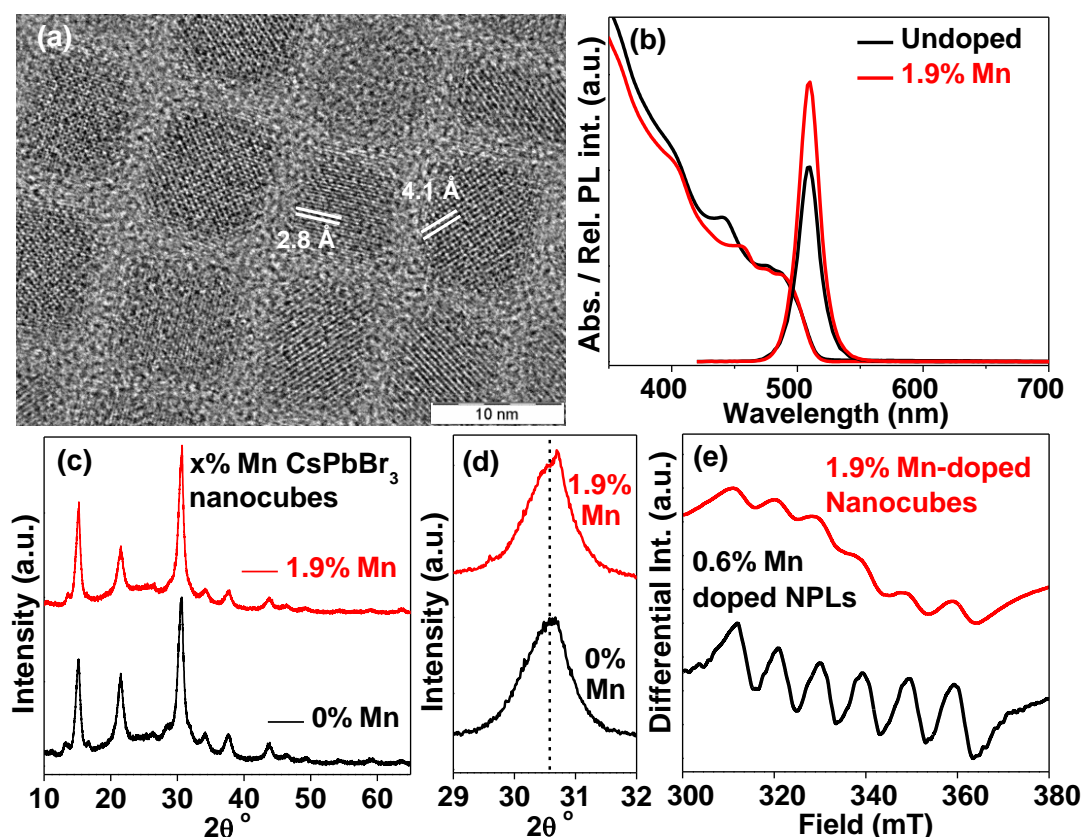 (a)
4.1 Å
2.8 Å
10 nm
(b)
Undoped
1.9% Mn
Abs. / Rel. PL int. (a.u.)
400 500 600 700
Wavelength (nm)
(c)
x% Mn CsPbBr₃
nanocubes
1.9% Mn
0% Mn
Intensity (a.u.)
10 20 30 40 50 60
2θ °
(d)
1.9%
Mn
0%
Mn
Intensity (a.u.)
29 30 31 32
2θ °
(e)
1.9% Mn-doped
Nanocubes
0.6% Mn
doped NPLs
Differential Int. (a.u.)
300 320 340 360 380
Field (mT)